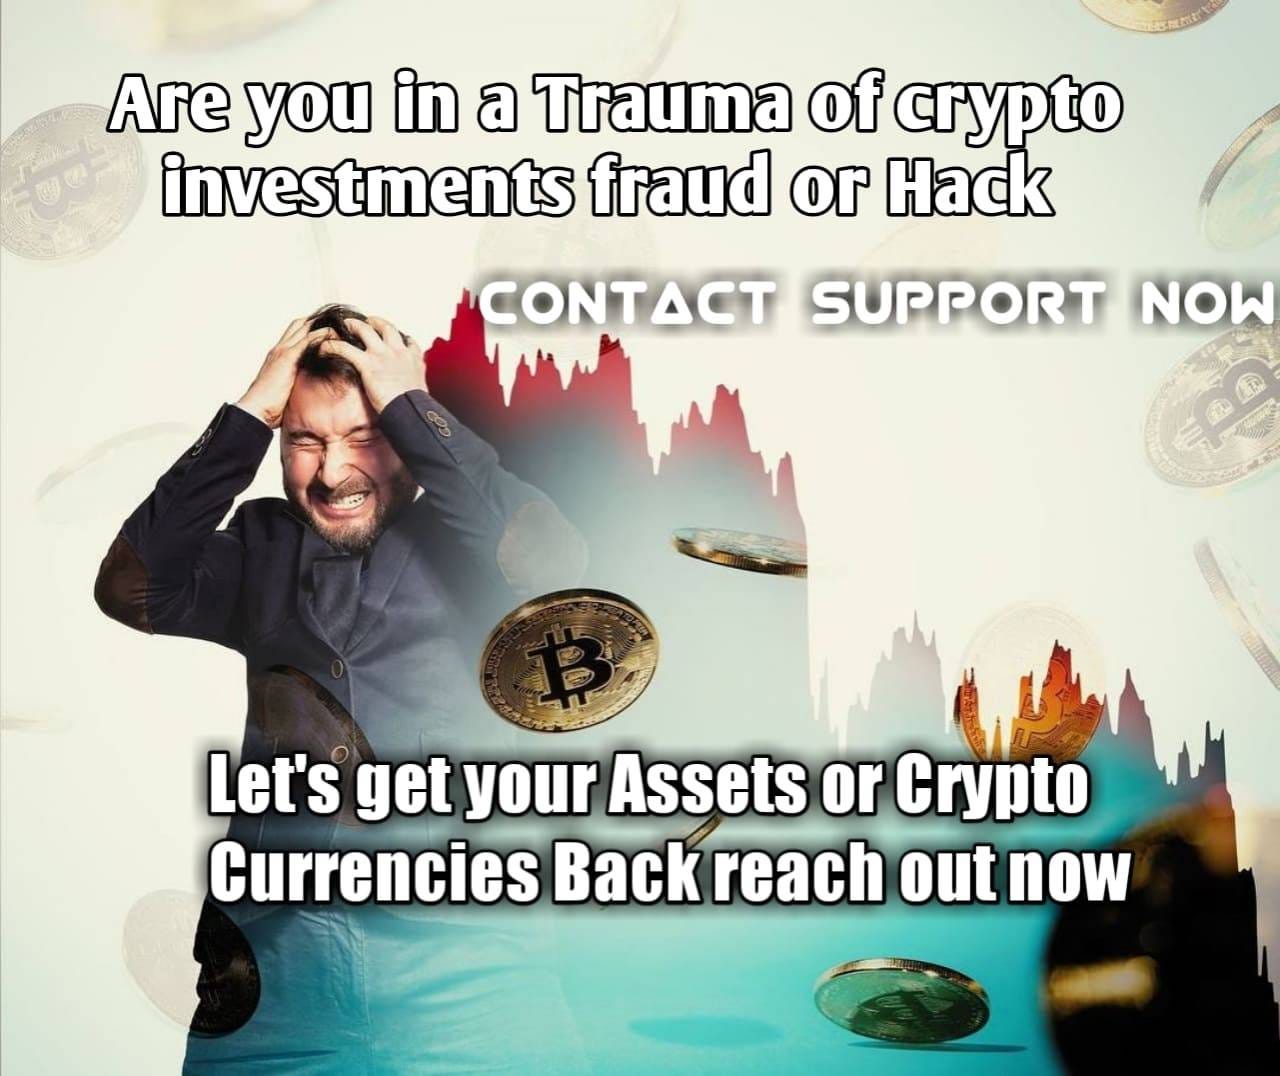 Are you in a Trauma of crypto
investments fraud or Hack
CONTACT SUPPORT NOW
Let's get your Assets or Crypto
Currencies Back reach out now